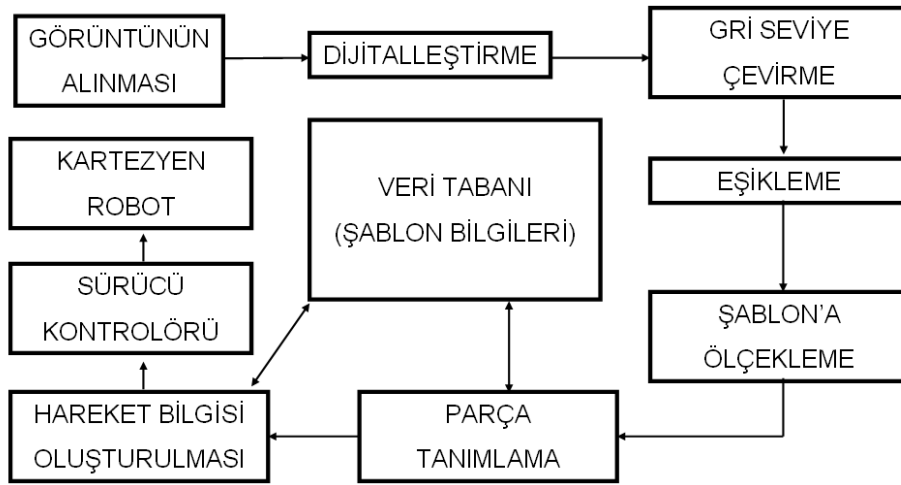 GÖRÜNTÜNÜN
ALINMASI
DİJİTALLEŞTİRME
GRİ SEVİYE
ÇEVİRME
EŞİKLEME
ŞABLON'A
ÖLÇEKLEME
VERİ TABANI
(ŞABLON BİLGİLERİ)
PARÇA
TANIMLAMA
HAREKET BİLGİSİ
OLUŞTURULMASI
SÜRÜCÜ
KONTROLÖRÜ
KARTEZYEN
ROBOT